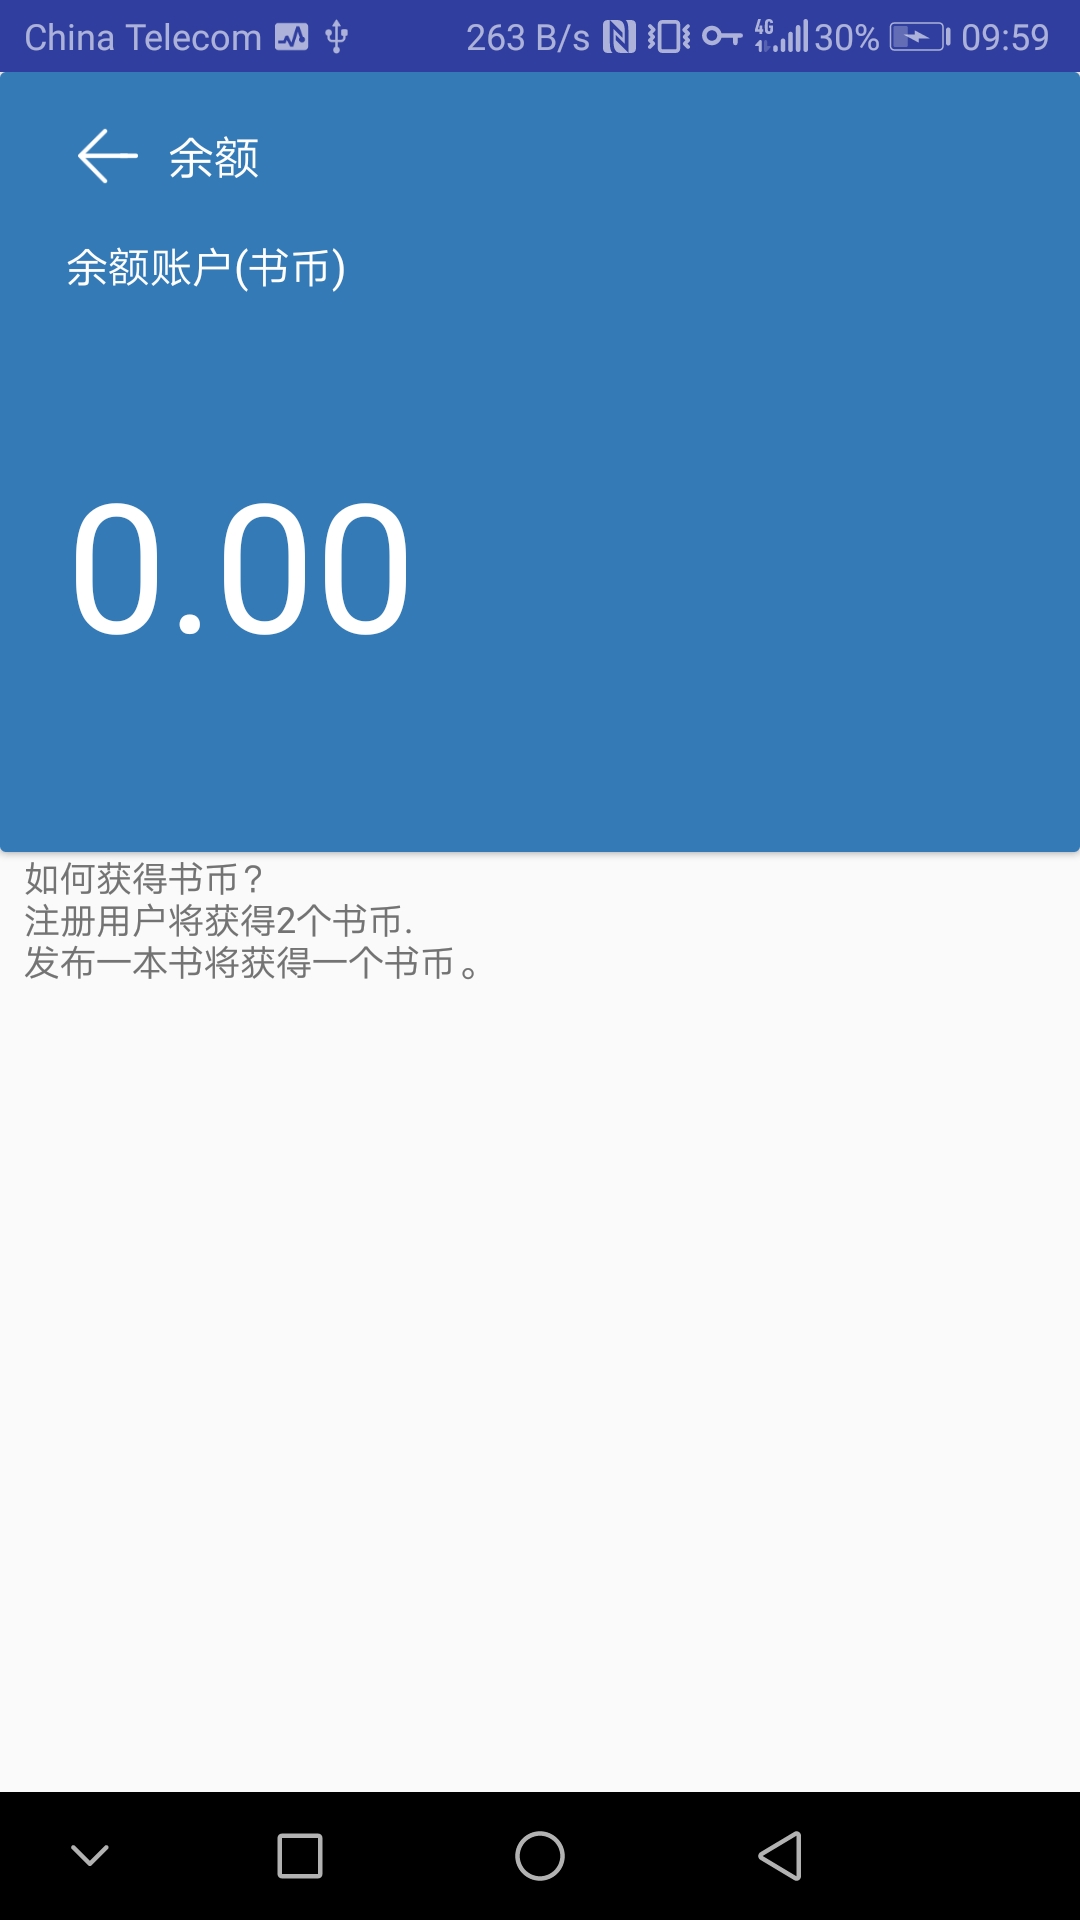 China Telecom 263 B/s 4G 1 30% 09:59
余额
余额账户(书币)
0.00
如何获得书币?
注册用户将获得2个书币.
发布一本书将获得一个书币。